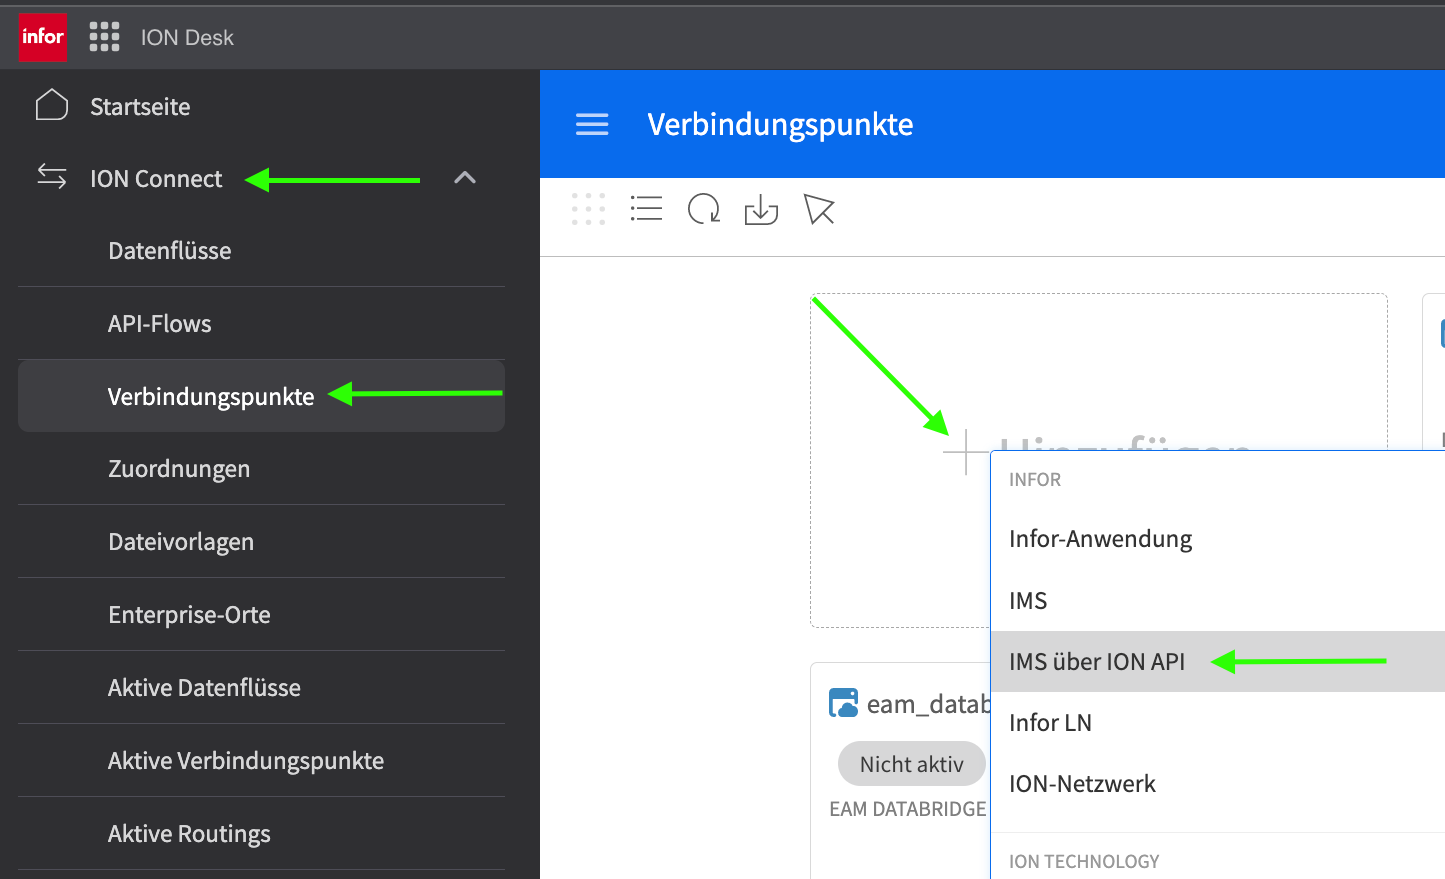 infor
ION Desk
Startseite
ION Connect
Datenflüsse
API-Flows
Verbindungspunkte
Zuordnungen
Dateivorlagen
Enterprise-Orte
Aktive Datenflüsse
Aktive Verbindungspunkte
Aktive Routings
Verbindungspunkte
Hinzufügen
INFOR
Infor-Anwendung
IMS
IMS über ION API
Infor LN
ION-Netzwerk
ION TECHNOLOGY
eam_datab
Nicht aktiv
EAM DATABRIDGE